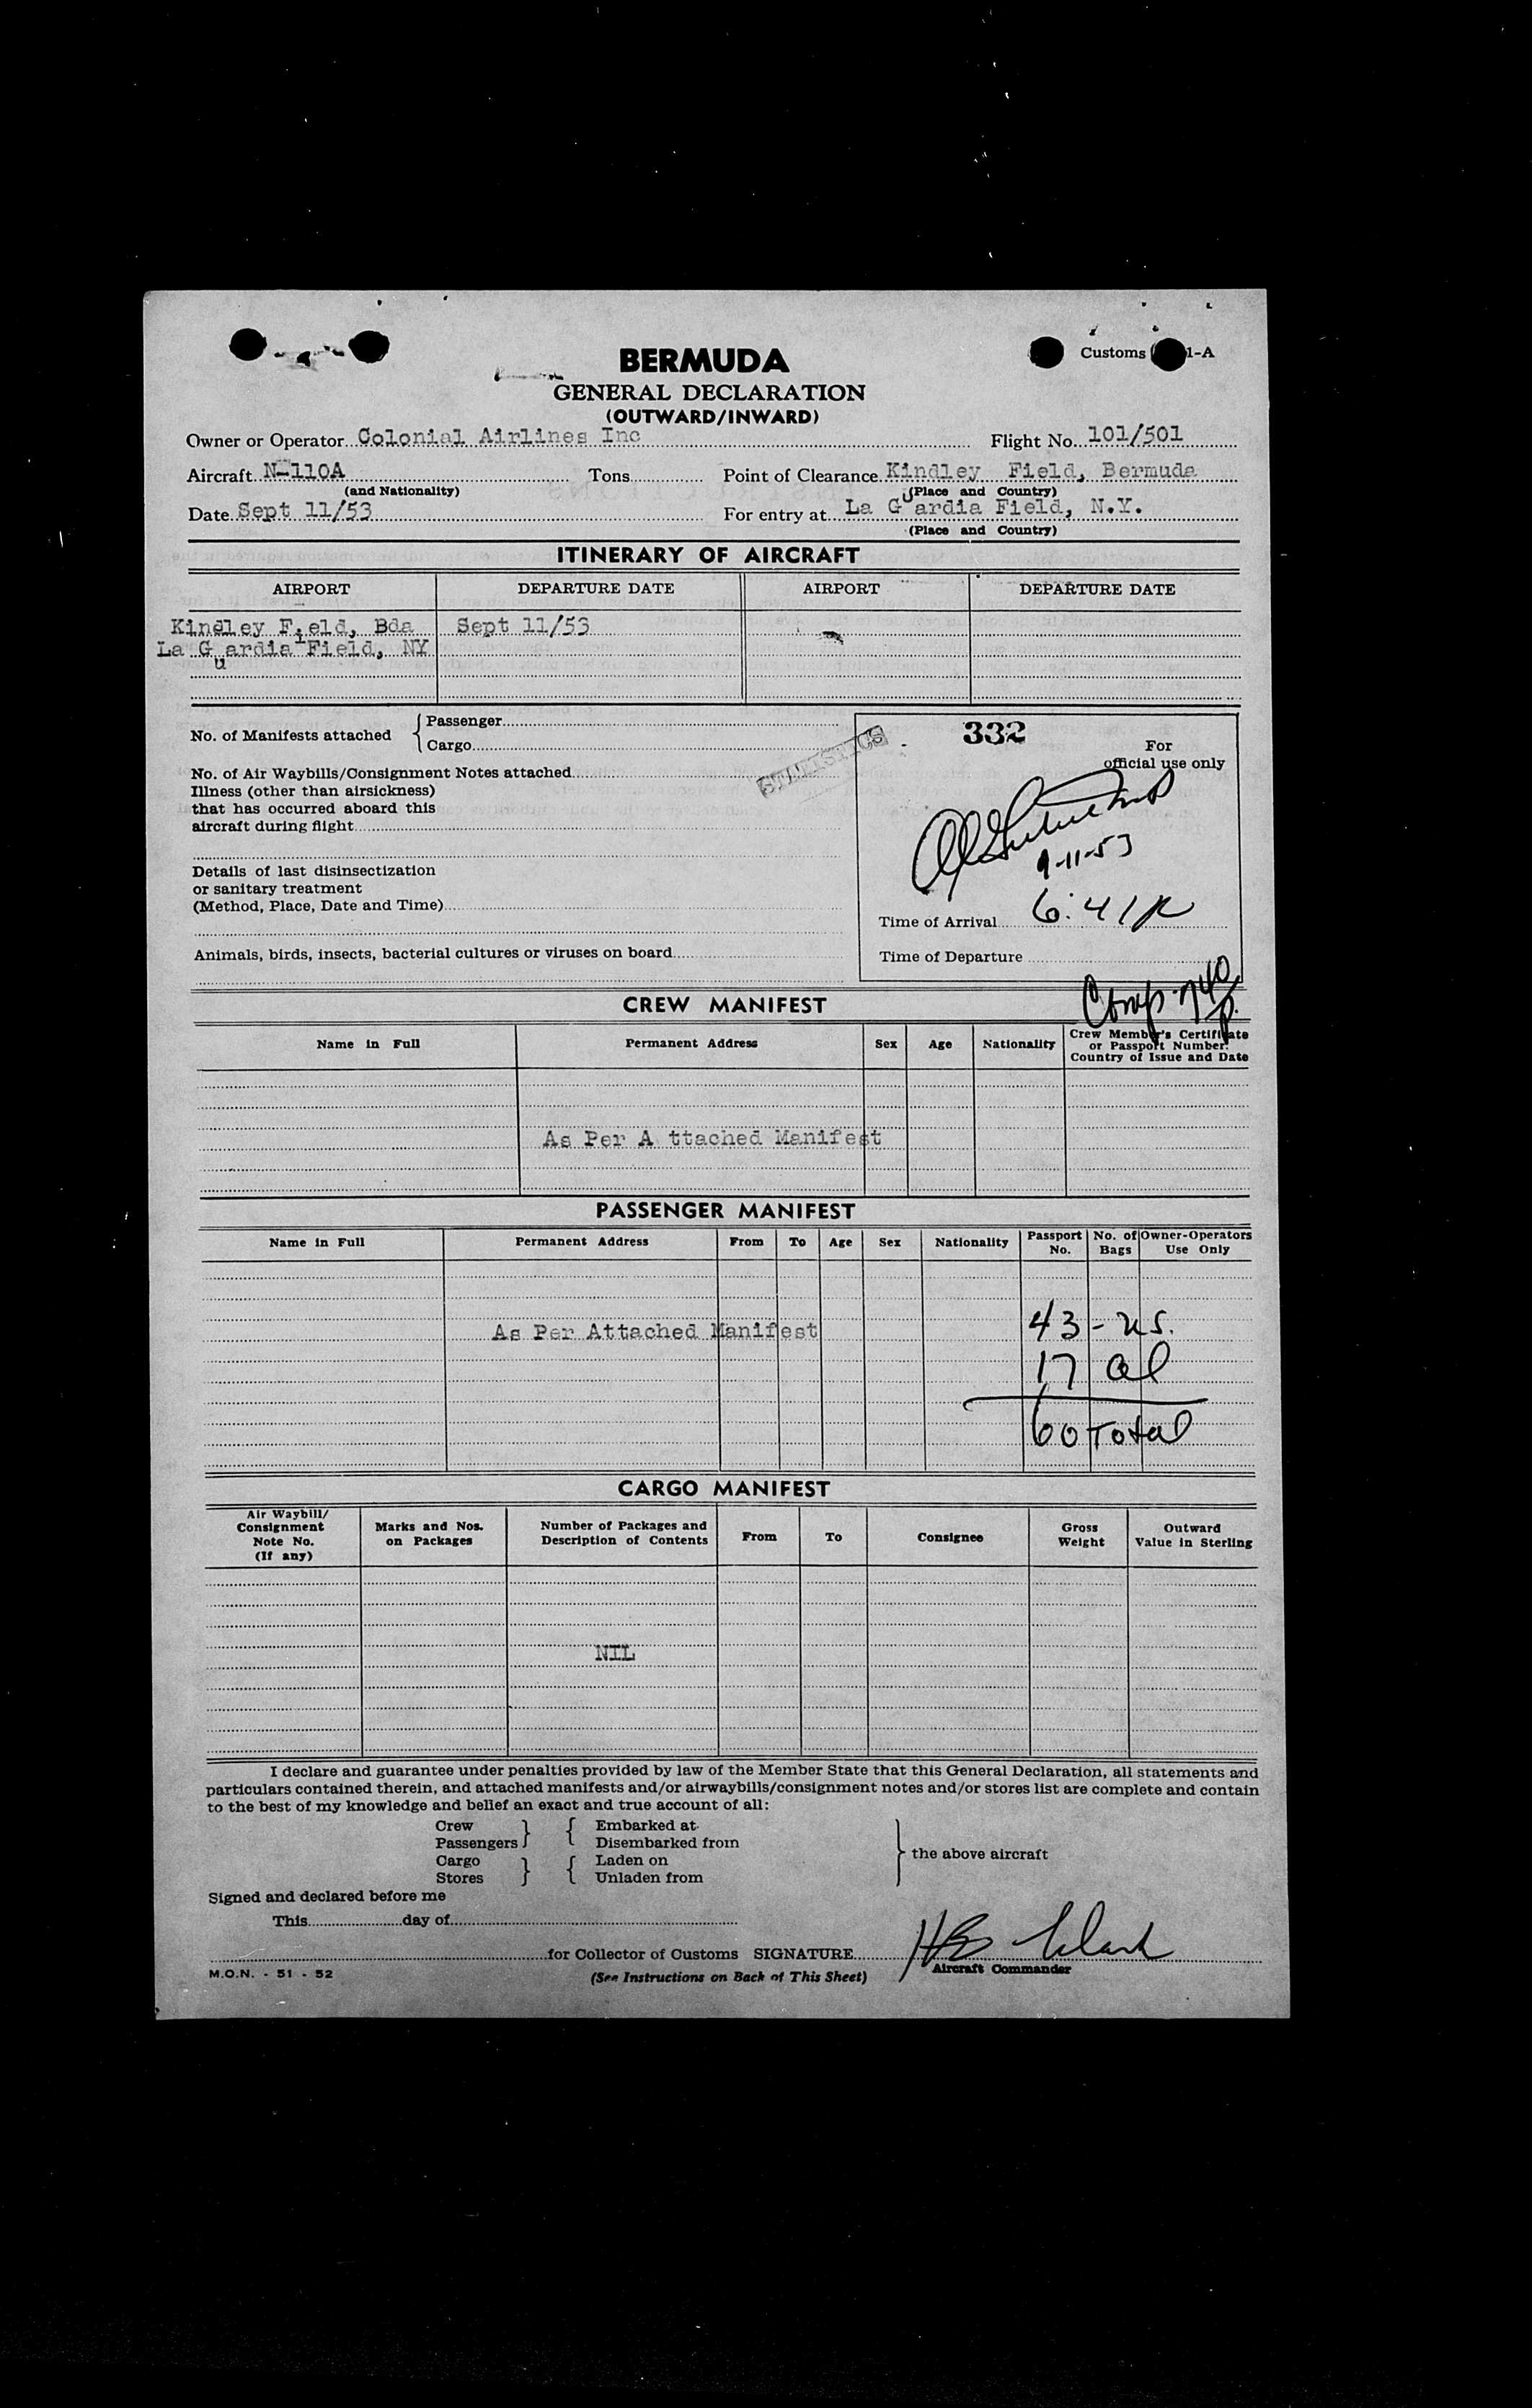 BERMUDA
Customs 1-A
GENERAL DECLARATION
(OUTWARD/INWARD)
Owner or Operator Colonial Airlines Inc Flight No. 101/501
Aircraft N-110A Tons Point of Clearance Kindley Field, Bermuda
(and Nationality) (Place and Country)
Date Sept 11/53 For entry at La Guardia Field, N.Y.
(Place and Country)
ITINERARY OF AIRCRAFT
AIRPORT DEPARTURE DATE AIRPORT DEPARTURE DATE
Kindley Field, Bda Sept 11/53
La Guardia Field, NY
No. of Manifests attached { Passenger
Cargo
STATISTICS
332
For
official use only
No. of Air Waybills/Consignment Notes attached
Illness (other than airsickness)
that has occurred aboard this
aircraft during flight
9-11-53
Details of last disinsectization
or sanitary treatment
(Method, Place, Date and Time)
Time of Arrival 6:41p
Animals, birds, insects, bacterial cultures or viruses on board
Time of Departure
Comp 740p.
CREW MANIFEST
Name in Full Permanent Address Sex Age Nationality Crew Member's Certificate
or Passport Number
Country of Issue and Date
As Per A ttached Manifest
PASSENGER MANIFEST
Name in Full Permanent Address From To Age Sex Nationality Passport No. No. of Bags Owner-Operators Use Only
As Per Attached Manifest
43 - US.
17 al
60 Total
CARGO MANIFEST
Air Waybill/ Consignment Note No. (If any) Marks and Nos. on Packages Number of Packages and Description of Contents From To Consignee Gross Weight Outward Value in Sterling
NIL
I declare and guarantee under penalties provided by law of the Member State that this General Declaration, all statements and
particulars contained therein, and attached manifests and/or airwaybills/consignment notes and/or stores list are complete and contain
to the best of my knowledge and belief an exact and true account of all:
Crew } { Embarked at
Passengers Disembarked from
Cargo } { Laden on
Stores Unladen from
} the above aircraft
Signed and declared before me
This day of
for Collector of Customs SIGNATURE H B Clark
Aircraft Commander
M.O.N. - 51 - 52
(See Instructions on Back of This Sheet)